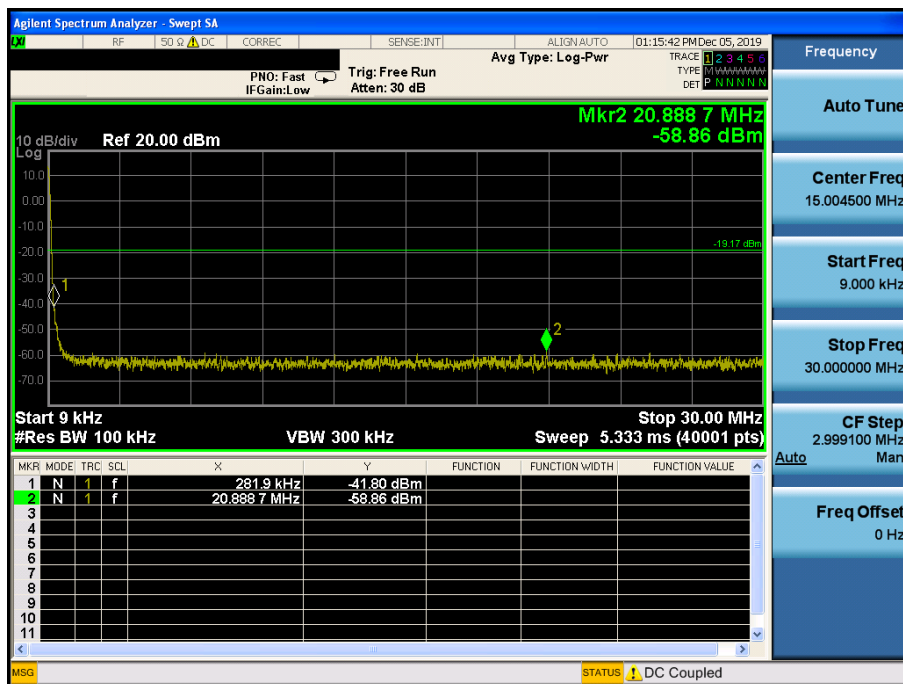 Agilent Spectrum Analyzer - Swept SA
LXI RF 50 Ω DC CORREC SENSE:INT ALIGN AUTO 01:15:42 PM Dec 05, 2019
PNO: Fast
IFGain:Low
Trig: Free Run
Atten: 30 dB
Avg Type: Log-Pwr
TRACE 1 2 3 4 5 6
TYPE M W W W W W
DET P N N N N N
Mkr2 20.888 7 MHz
-58.86 dBm
10 dB/div
Log
Ref 20.00 dBm
10.0
0.00
-10.0
-20.0
-30.0
-40.0
-50.0
-60.0
-70.0
-19.17 dBm
1
2
Start 9 kHz
Stop 30.00 MHz
#Res BW 100 kHz
VBW 300 kHz
Sweep 5.333 ms (40001 pts)
MKR MODE TRC SCL X Y FUNCTION FUNCTION WIDTH FUNCTION VALUE
1 N 1 f 281.9 kHz -41.80 dBm
2 N 1 f 20.888 7 MHz -58.86 dBm
3
4
5
6
7
8
9
10
11
MSG
STATUS
DC Coupled
Frequency
Auto Tune
Center Freq
15.004500 MHz
Start Freq
9.000 kHz
Stop Freq
30.000000 MHz
CF Step
2.999100 MHz
Auto Man
Freq Offset
0 Hz